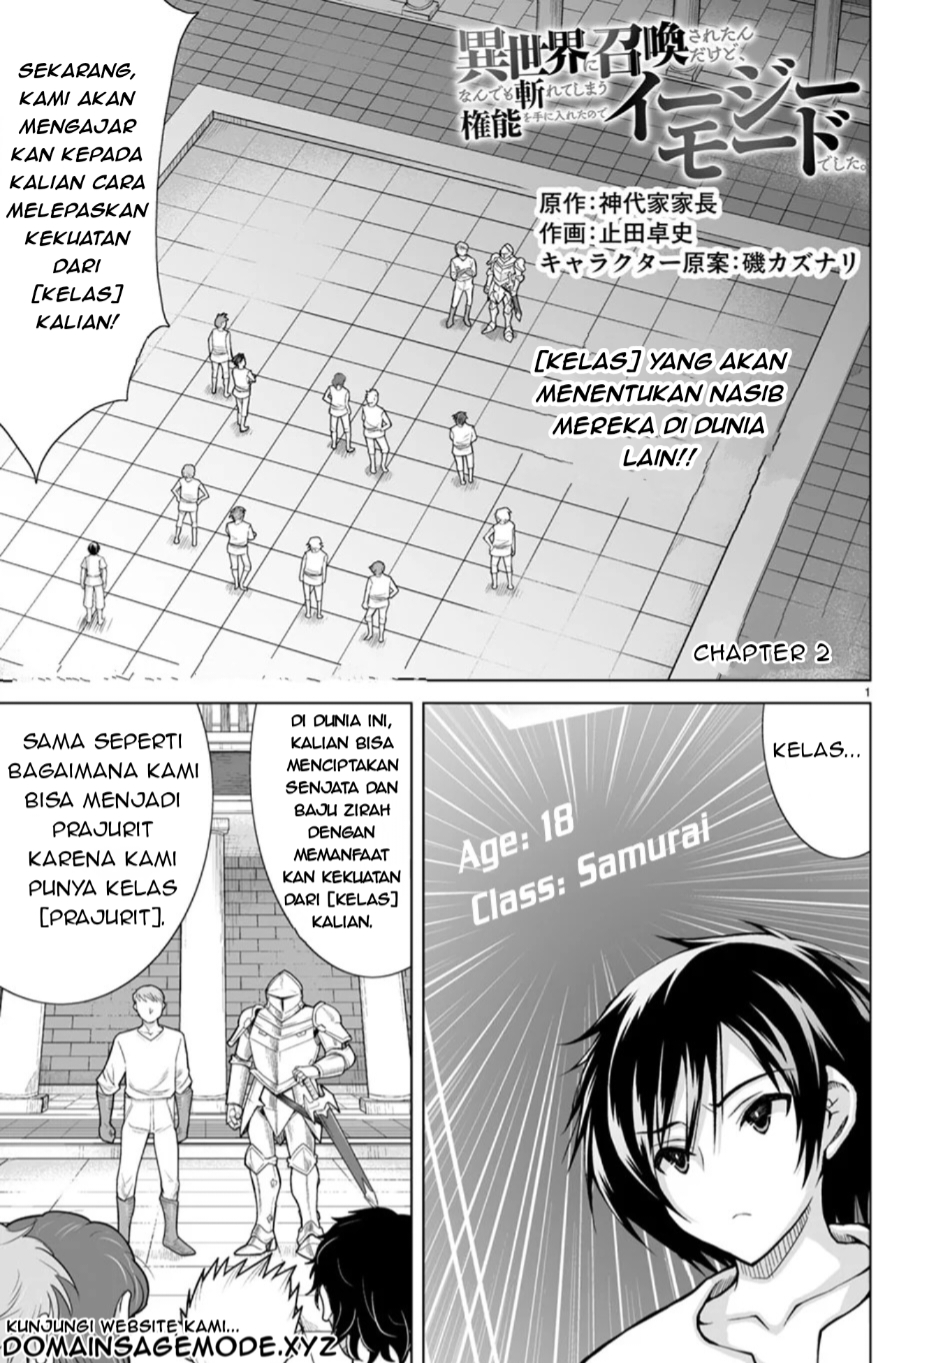 異世界に召喚されたんだけど、
なんでも斬れてしまう
権能を手に入れたので
イージーモードでした。
原作：神代家家長
作画：止田卓史
キャラクター原案：磯カズナリ
SEKARANG,
KAMI AKAN
MENGAJAR
KAN KEPADA
KALIAN CARA
MELEPASKAN
KEKUATAN
DARI
[KELAS]
KALIAN!
[KELAS] YANG AKAN
MENENTUKAN NASIB
MEREKA DI DUNIA
LAIN!!
CHAPTER 2
1
KELAS...
Age: 18
Class: Samurai
DI DUNIA INI,
KALIAN BISA
MENCIPTAKAN
SENJATA DAN
BAJU ZIRAH
DENGAN
MEMANFAAT
KAN KEKUATAN
DARI [KELAS]
KALIAN.
SAMA SEPERTI
BAGAIMANA KAMI
BISA MENJADI
PRAJURIT
KARENA KAMI
PUNYA KELAS
[PRAJURIT].
KUNJUNGI WEBSITE KAMI...
DOMAINSAGEMODE.XYZ